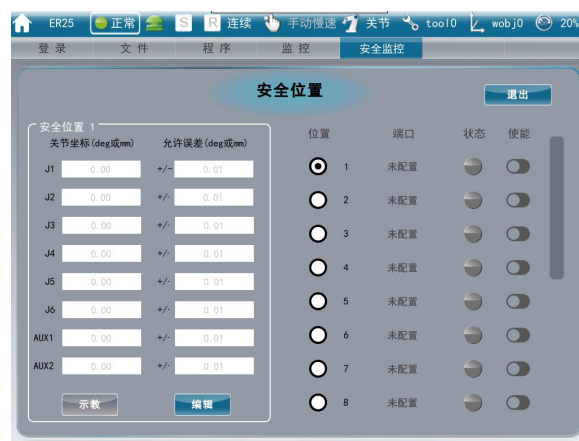 ER25 正常 S R 连续 手动慢速 关节 tool0 wobj0 20%
登录 文件 程序 监控 安全监控
安全位置
退出
安全位置 1
关节坐标(deg或mm) 允许误差(deg或mm)
位置 端口 状态 使能
J1 0.00 +/- 0.01
1 未配置
J2 0.00 +/- 0.01
2 未配置
J3 0.00 +/- 0.01
3 未配置
J4 0.00 +/- 0.01
4 未配置
J5 0.00 +/- 0.01
5 未配置
J6 0.00 +/- 0.01
6 未配置
AUX1 0.00 +/- 0.01
7 未配置
AUX2 0.00 +/- 0.01
8 未配置
示教 编辑